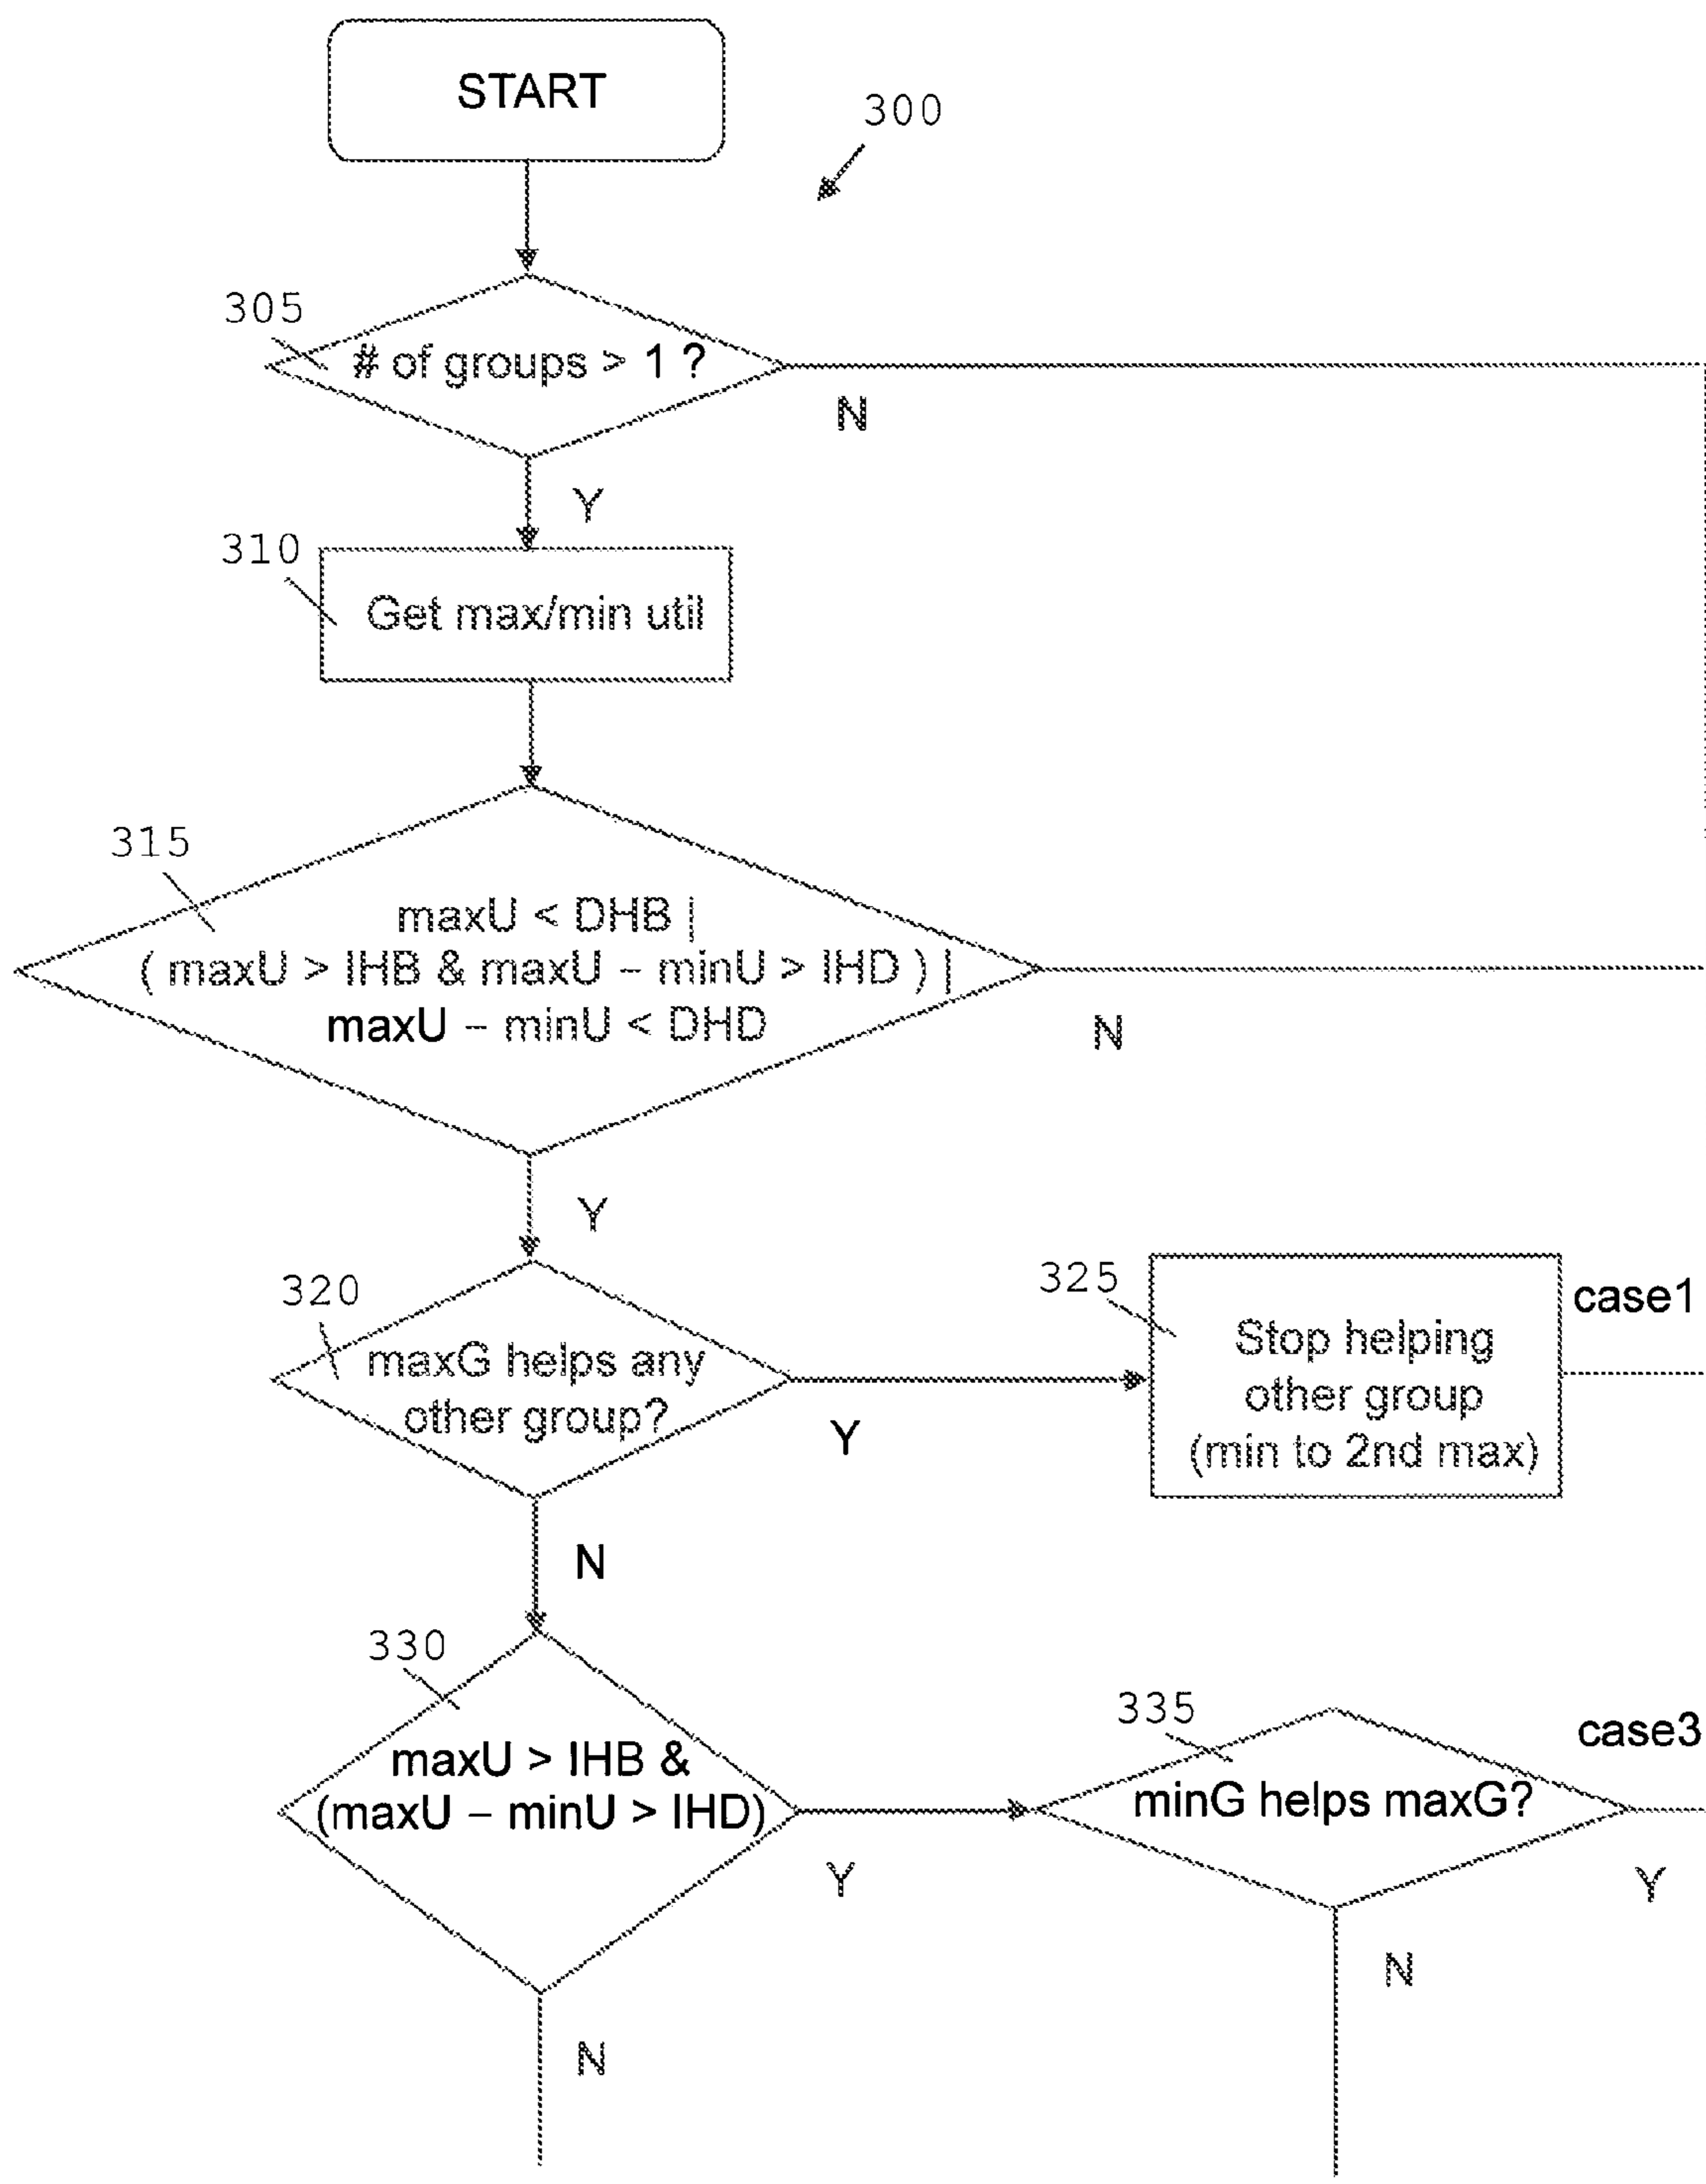 START
300
305
# of groups > 1 ?
N
Y
310
Get max/min util
315
maxU < DHB |
( maxU > IHB & maxU – minU > IHD ) |
maxU – minU < DHD
N
Y
320
maxG helps any
other group?
Y
325
Stop helping
other group
(min to 2nd max)
case1
N
330
maxU > IHB &
(maxU – minU > IHD)
Y
335
minG helps maxG?
case3
Y
N
N